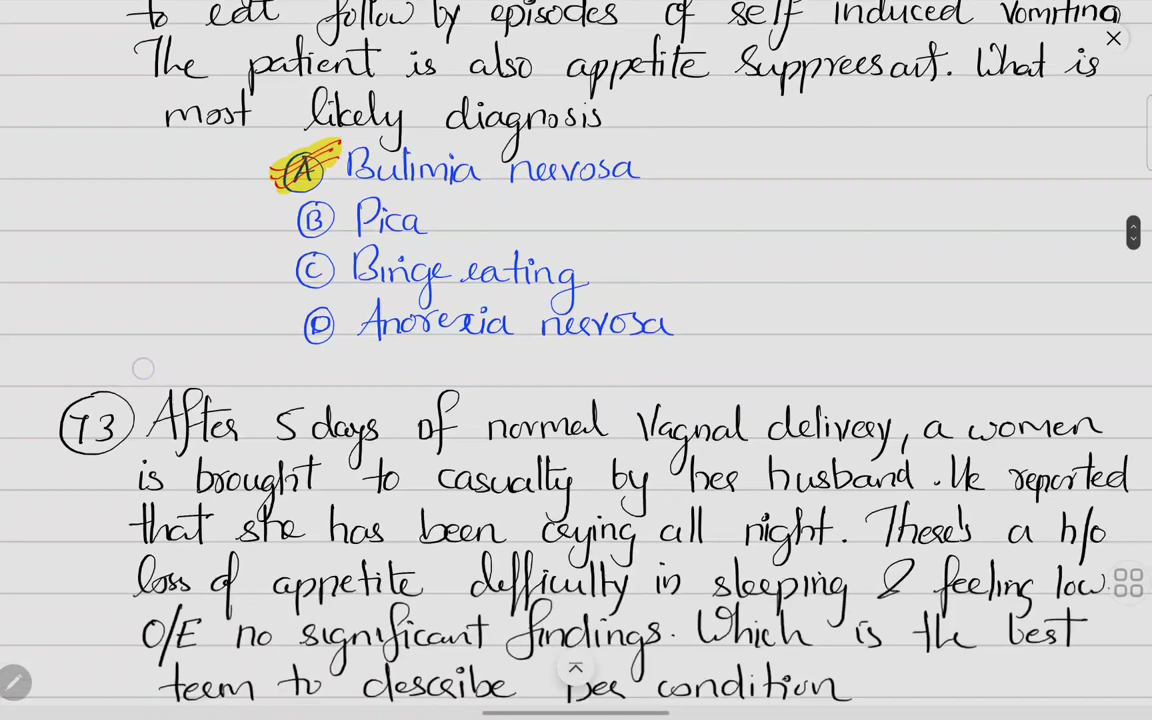 to eat follow by episodes of self induced vomiting
The patient is also appetite Suppreesant. What is
most likely diagnosis
A Bulimia nervosa
B Pica
C Binge eating
D Anorexia nervosa
73 After 5 days of normal Vagnal delivery, a women
is brought to casualty by her husband. He reported
that she has been crying all night. There's a h/o
loss of appetite difficulty in sleeping & feeling low.
O/E no significant findings. Which is the best
term to describe her condition